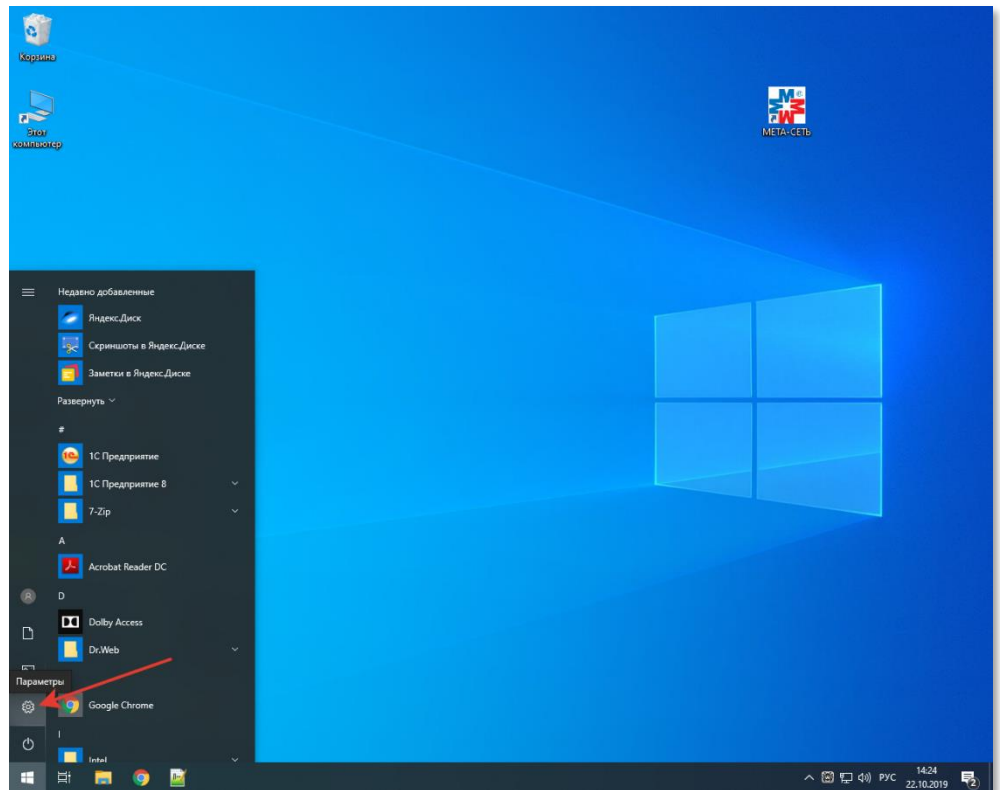 Корзина
Этот
компьютер
МЕТА-СЕТЬ
Недавно добавленные
Яндекс.Диск
Скриншоты в Яндекс.Диске
Заметки в Яндекс.Диске
Развернуть
#
1С Предприятие
1С Предприятие 8
7-Zip
A
Acrobat Reader DC
D
Dolby Access
Dr.Web
Параметры
Google Chrome
I
Intel
РУС
14:24
22.10.2019
2